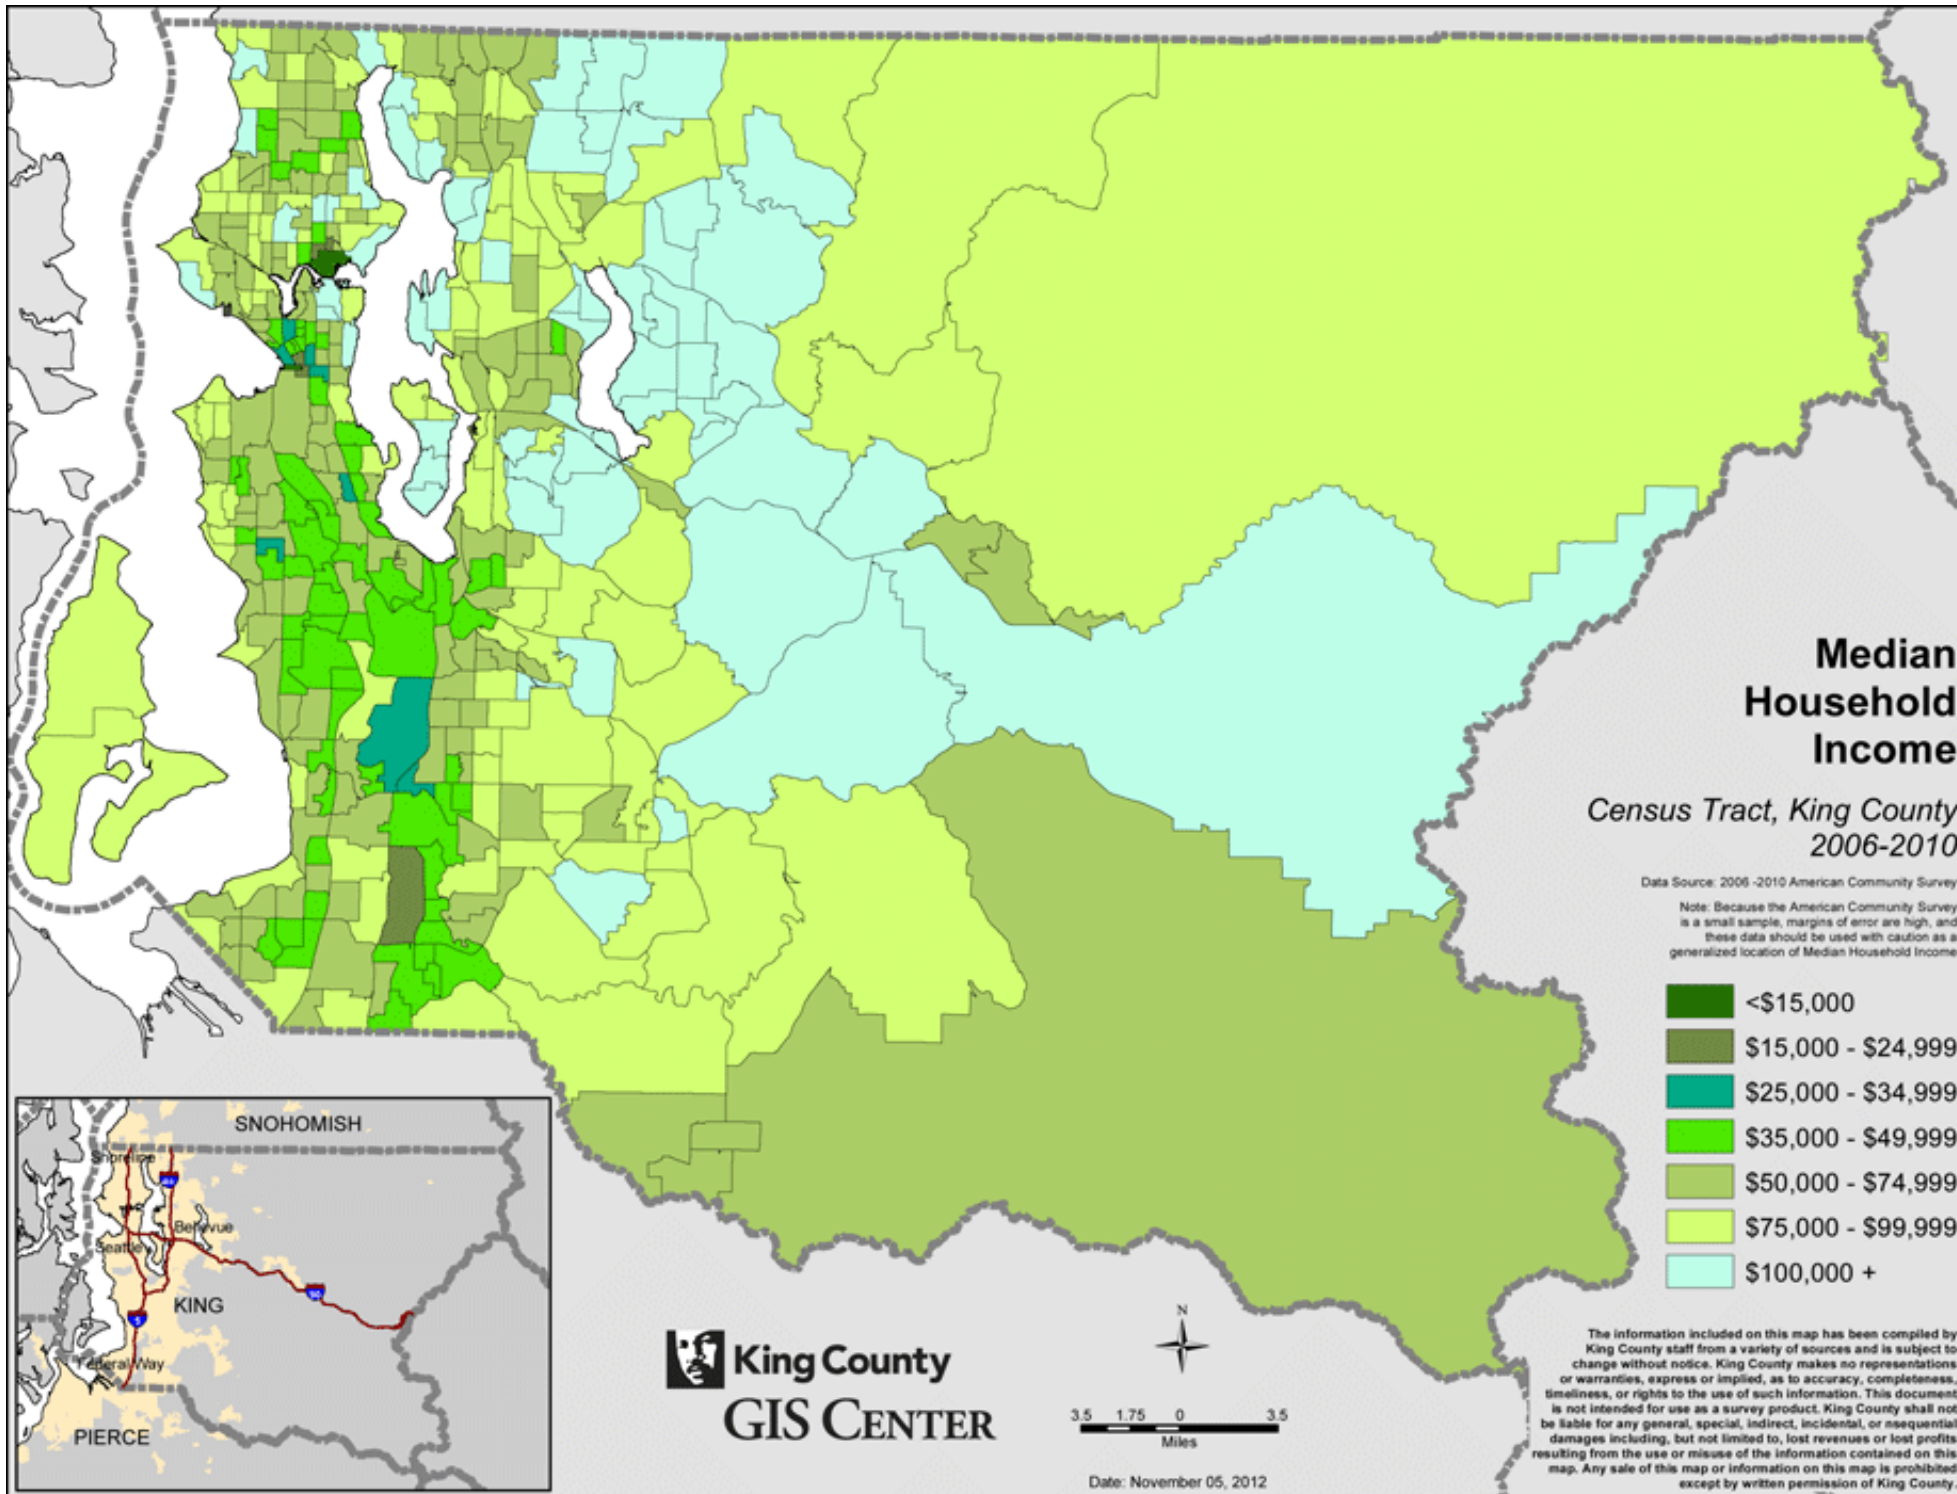 Median
Household
Income
Census Tract, King County
2006-2010
Data Source: 2006 -2010 American Community Survey
Note: Because the American Community Survey
is a small sample, margins of error are high, and
these data should be used with caution as a
generalized location of Median Household Income
<$15,000
$15,000 - $24,999
$25,000 - $34,999
$35,000 - $49,999
$50,000 - $74,999
$75,000 - $99,999
$100,000 +
SNOHOMISH
Shoreline
Bellevue
Seattle
90
KING
5
Federal Way
PIERCE
King County
GIS CENTER
N
3.5 1.75 0 3.5
Miles
Date: November 05, 2012
The information included on this map has been compiled by
King County staff from a variety of sources and is subject to
change without notice. King County makes no representations
or warranties, express or implied, as to accuracy, completeness,
timeliness, or rights to the use of such information. This document
is not intended for use as a survey product. King County shall not
be liable for any general, special, indirect, incidental, or nsequential
damages including, but not limited to, lost revenues or lost profits
resulting from the use or misuse of the information contained on this
map. Any sale of this map or information on this map is prohibited
except by written permission of King County.